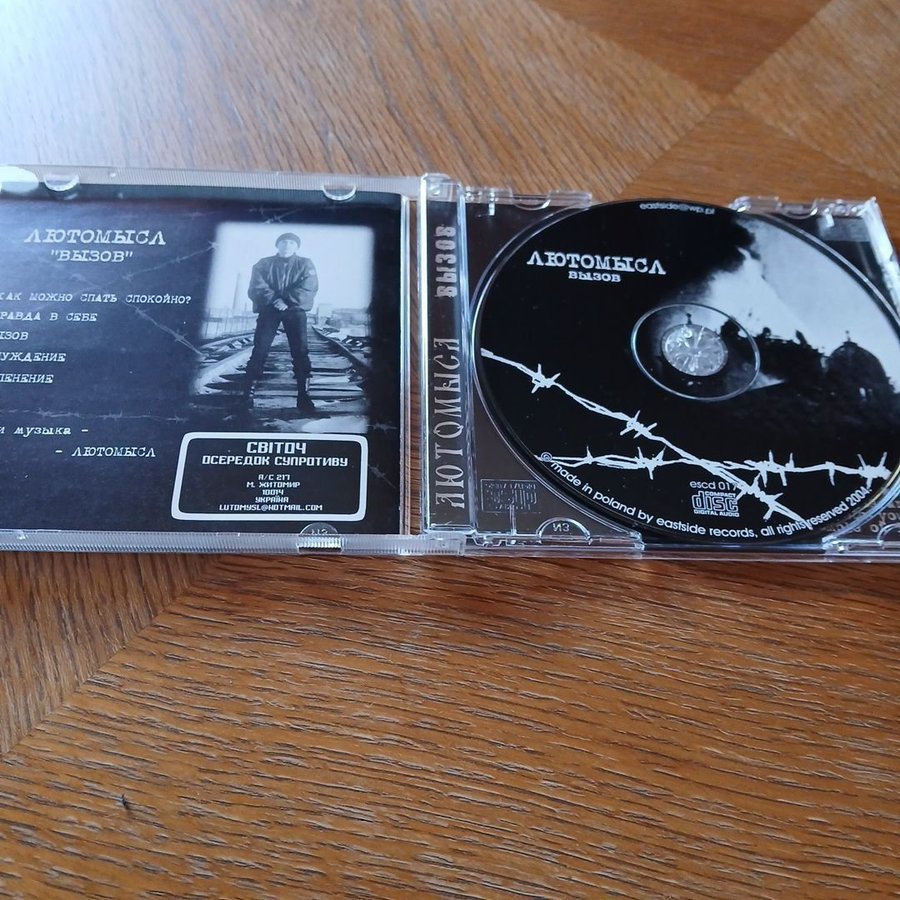 ЛЮТОМЫСЛ
"ВЫЗОВ"
КАК МОЖНО СПАТЬ СПОКОЙНО?
РАВДА В СЕБЕ
ЫЗОВ
УЖДЕНИЕ
ЛЕНЕНИЕ
и музыка -
- ЛЮТОМЫСЛ
СВІТОЧ
ОСЕРЕДОК СУПРОТИВУ
А/С 217
М. ЖИТОМИР
10014
УКРАЇНА
LUTOMYSL@HOTMAIL.COM
ЛЮТОМЫСЛ ВЫЗОВ
eastside@wp.pl
ЛЮТОМЫСЛ
ВЫЗОВ
escd 01
COMPACT
disc
DIGITAL AUDIO
©made in poland by eastside records, all rights reserved 2004